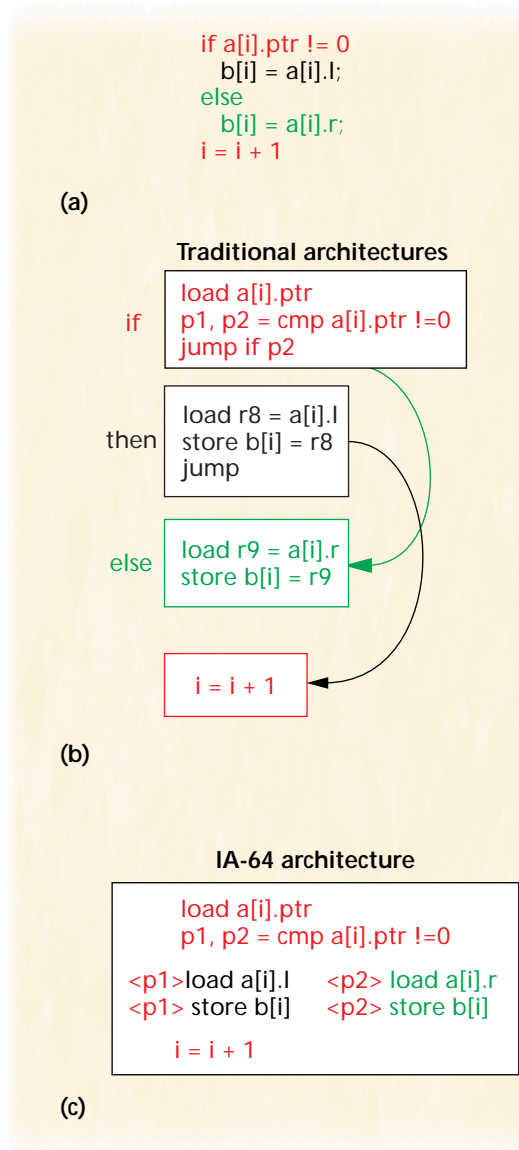 if a[i].ptr != 0
b[i] = a[i].l;
else
b[i] = a[i].r;
i = i + 1
(a)
Traditional architectures
if
load a[i].ptr
p1, p2 = cmp a[i].ptr !=0
jump if p2
then
load r8 = a[i].l
store b[i] = r8
jump
else
load r9 = a[i].r
store b[i] = r9
i = i + 1
(b)
IA-64 architecture
load a[i].ptr
p1, p2 = cmp a[i].ptr !=0
<p1>load a[i].l <p2> load a[i].r
<p1> store b[i] <p2> store b[i]
i = i + 1
(c)